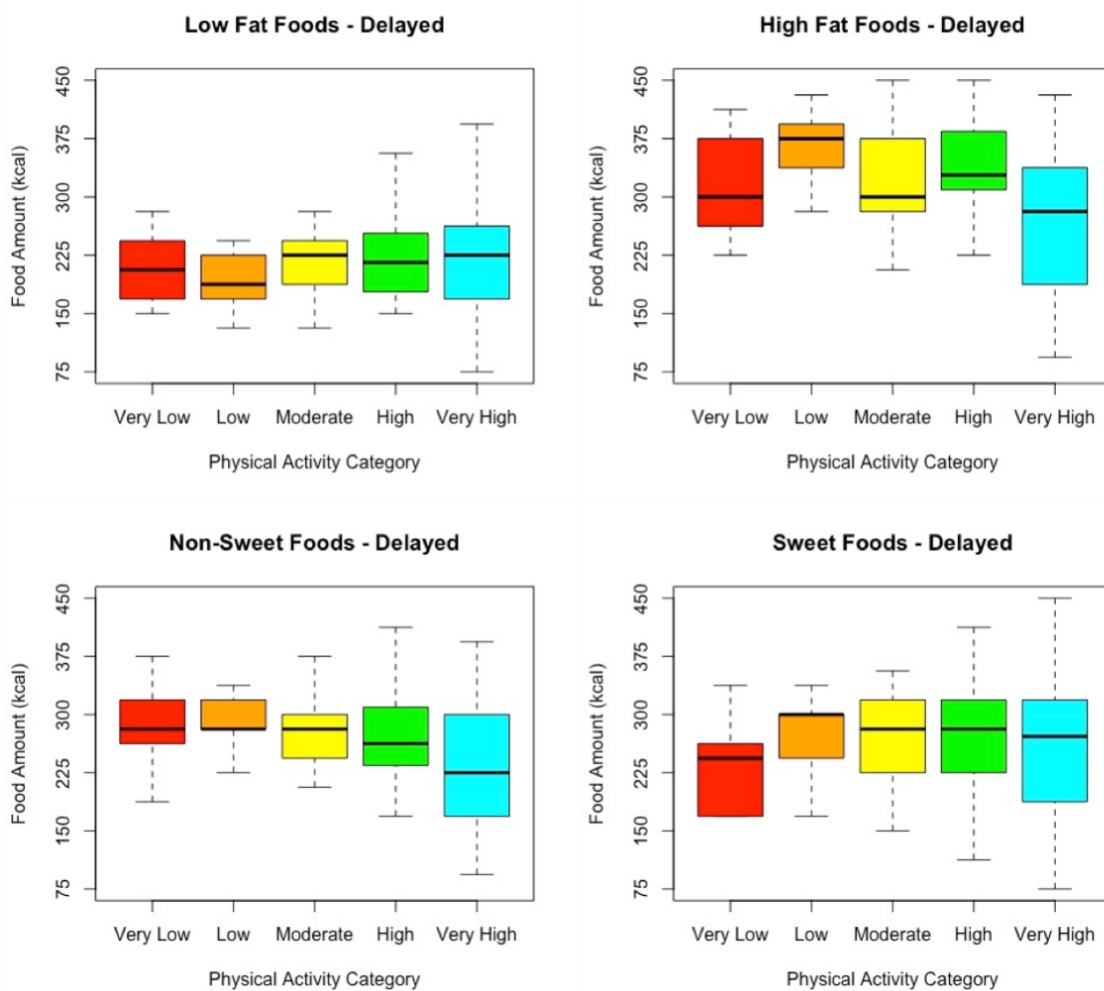 Low Fat Foods - Delayed
Food Amount (kcal)
450
375
300
225
150
75
Very Low Low Moderate High Very High
Physical Activity Category
High Fat Foods - Delayed
Food Amount (kcal)
450
375
300
225
150
75
Very Low Low Moderate High Very High
Physical Activity Category
Non-Sweet Foods - Delayed
Food Amount (kcal)
450
375
300
225
150
75
Very Low Low Moderate High Very High
Physical Activity Category
Sweet Foods - Delayed
Food Amount (kcal)
450
375
300
225
150
75
Very Low Low Moderate High Very High
Physical Activity Category